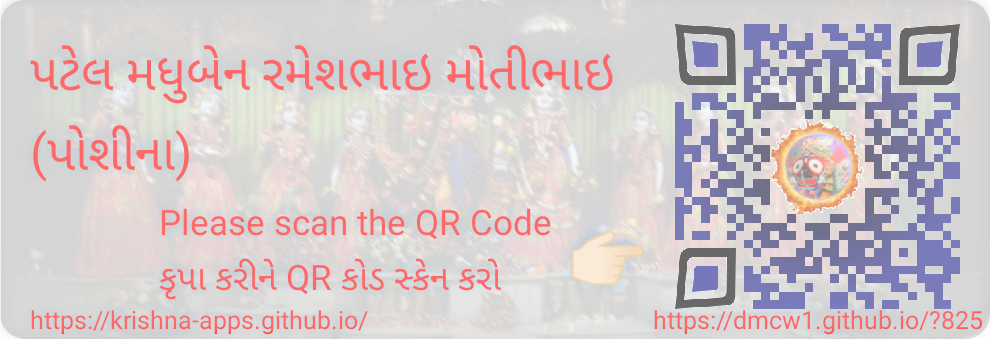 પટેલ મધુબેન રમેશભાઇ મોતીભાઇ
(પોશીના)
Please scan the QR Code
કૃપા કરીને QR કોડ સ્કેન કરો
https://krishna-apps.github.io/
https://dmcw1.github.io/?825